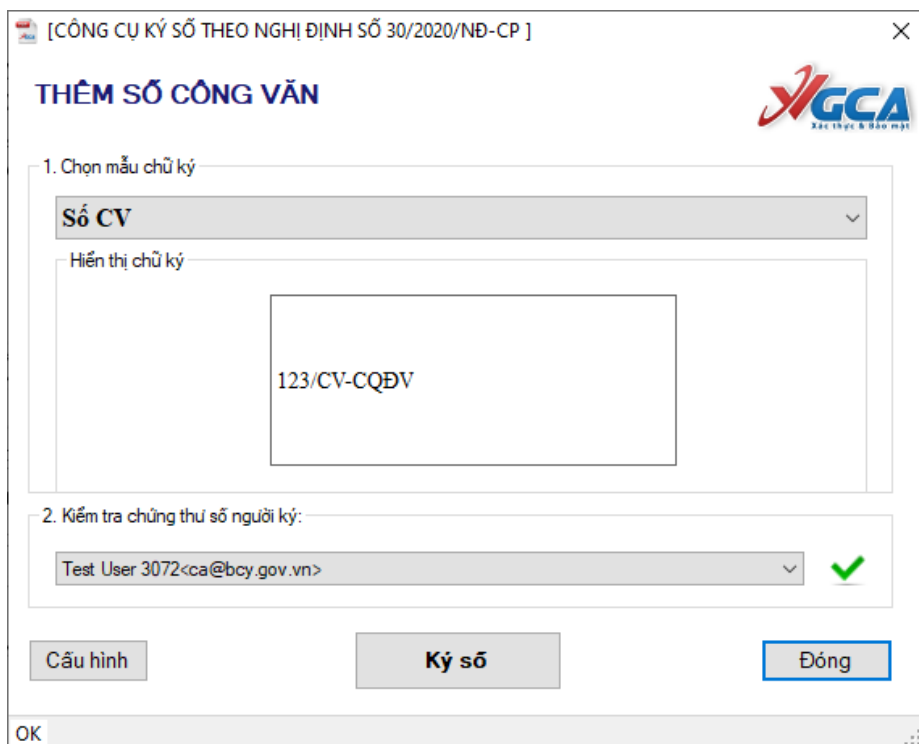 [CÔNG CỤ KÝ SỐ THEO NGHỊ ĐỊNH SỐ 30/2020/NĐ-CP ]
THÊM SỐ CÔNG VĂN
VGCA
Xác thực & Bảo mật
1. Chọn mẫu chữ ký
Số CV
Hiển thị chữ ký
123/CV-CQĐV
2. Kiểm tra chứng thư số người ký:
Test User 3072<ca@bcy.gov.vn>
Cấu hình
Ký số
Đóng
OK